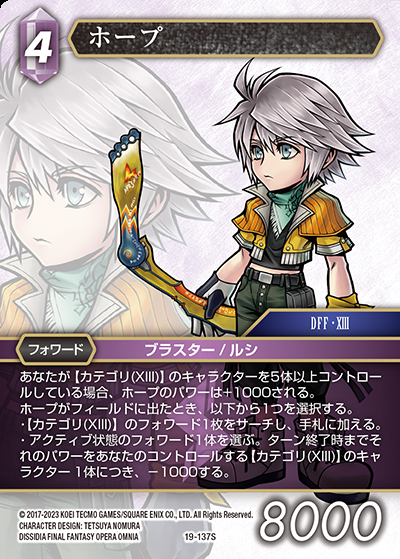 4
ホープ
DFF・XIII
フォワード
ブラスター / ルシ
あなたが【カテゴリ(XIII)】のキャラクターを5体以上コントロー
ルしている場合、ホープのパワーは+1000される。
ホープがフィールドに出たとき、以下から1つを選択する。
・【カテゴリ(XIII)】のフォワード1枚をサーチし、手札に加える。
・アクティブ状態のフォワード1体を選ぶ。ターン終了時までそ
れのパワーをあなたのコントロールする【カテゴリ(XIII)】のキャ
ラクター 1体につき、-1000する。
© 2017-2023 KOEI TECMO GAMES/SQUARE ENIX CO., LTD. All Rights Reserved.
CHARACTER DESIGN: TETSUYA NOMURA
DISSIDIA FINAL FANTASY OPERA OMNIA
19-137S
8000